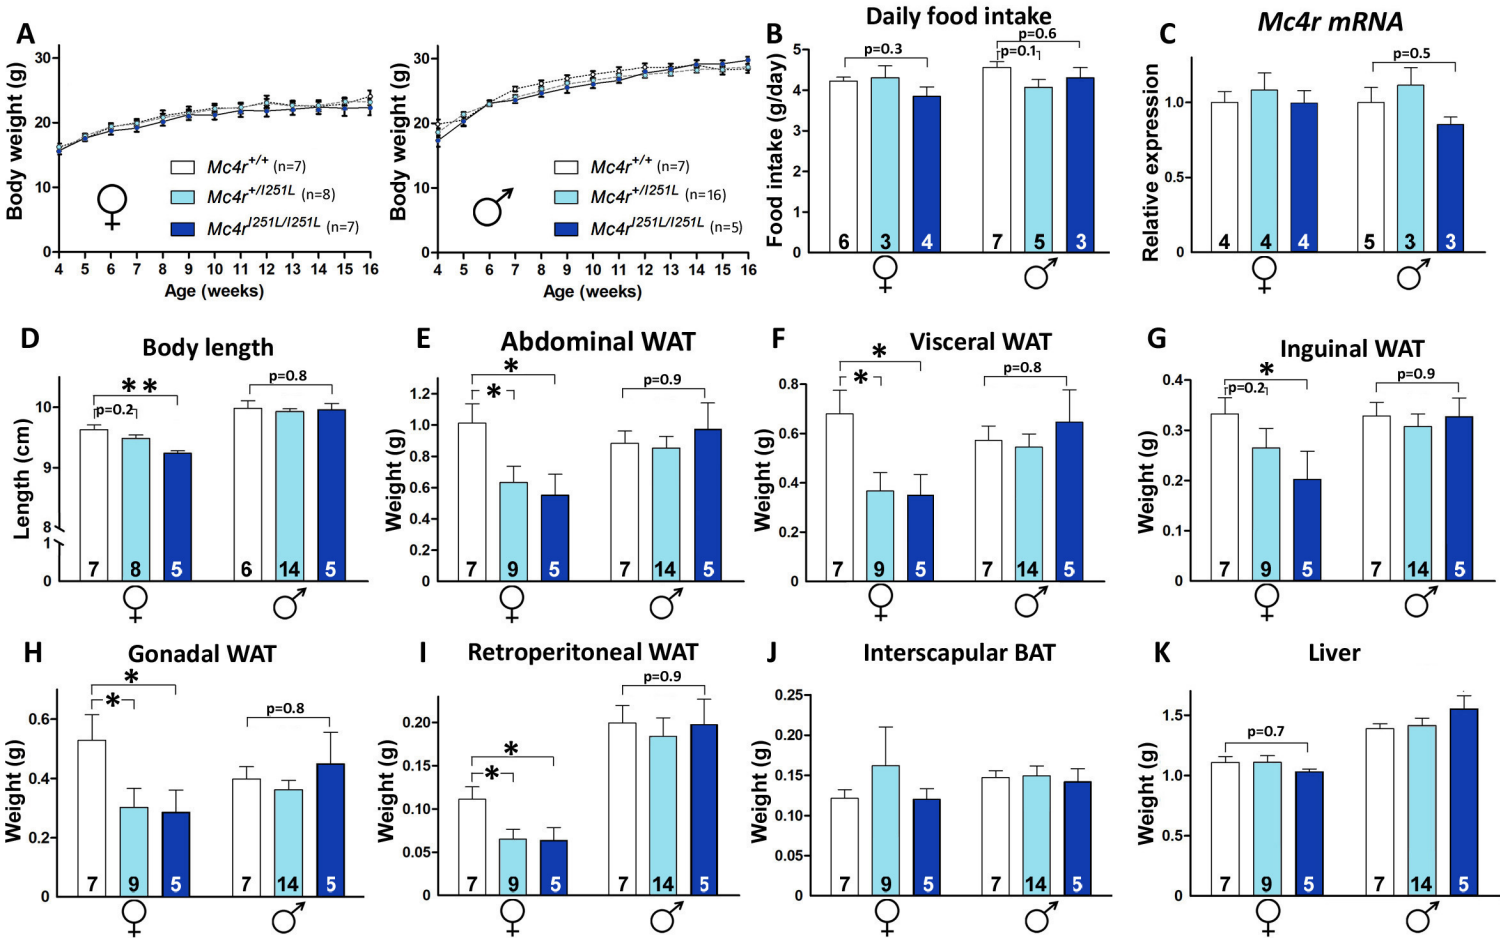 A
Body weight (g)
30
20
10
0
4 5 6 7 8 9 10 11 12 13 14 15 16
Age (weeks)
Mc4r+/+ (n=7)
Mc4r+/I251L (n=8)
Mc4rI251L/I251L (n=7)
♀
Body weight (g)
30
20
10
0
4 5 6 7 8 9 10 11 12 13 14 15 16
Age (weeks)
Mc4r+/+ (n=7)
Mc4r+/I251L (n=16)
Mc4rI251L/I251L (n=5)
♂
B
Daily food intake
Food intake (g/day)
5
4
3
2
1
0
p=0.3
p=0.6
p=0.1
6 3 4 7 5 3
♀ ♂
C
Mc4r mRNA
Relative expression
1.0
0.5
0
p=0.5
4 4 4 5 3 3
♀ ♂
D
Body length
Length (cm)
10
9
8
1
0
* *
p=0.2
p=0.8
7 8 5 6 14 5
♀ ♂
E
Abdominal WAT
Weight (g)
1.2
1.0
0.8
0.6
0.4
0.2
0
*
*
p=0.9
7 9 5 7 14 5
♀ ♂
F
Visceral WAT
Weight (g)
0.8
0.6
0.4
0.2
0
*
*
p=0.8
7 9 5 7 14 5
♀ ♂
G
Inguinal WAT
Weight (g)
0.4
0.3
0.2
0.1
0
*
p=0.2
p=0.9
7 9 5 7 14 5
♀ ♂
H
Gonadal WAT
Weight (g)
0.6
0.4
0.2
0
*
*
p=0.8
7 9 5 7 14 5
♀ ♂
I
Retroperitoneal WAT
Weight (g)
0.20
0.15
0.10
0.05
0
*
*
p=0.9
7 9 5 7 14 5
♀ ♂
J
Interscapular BAT
Weight (g)
0.25
0.20
0.15
0.10
0.05
0
7 9 5 7 14 5
♀ ♂
K
Liver
Weight (g)
1.5
1.0
0.5
0
p=0.7
7 9 5 7 14 5
♀ ♂